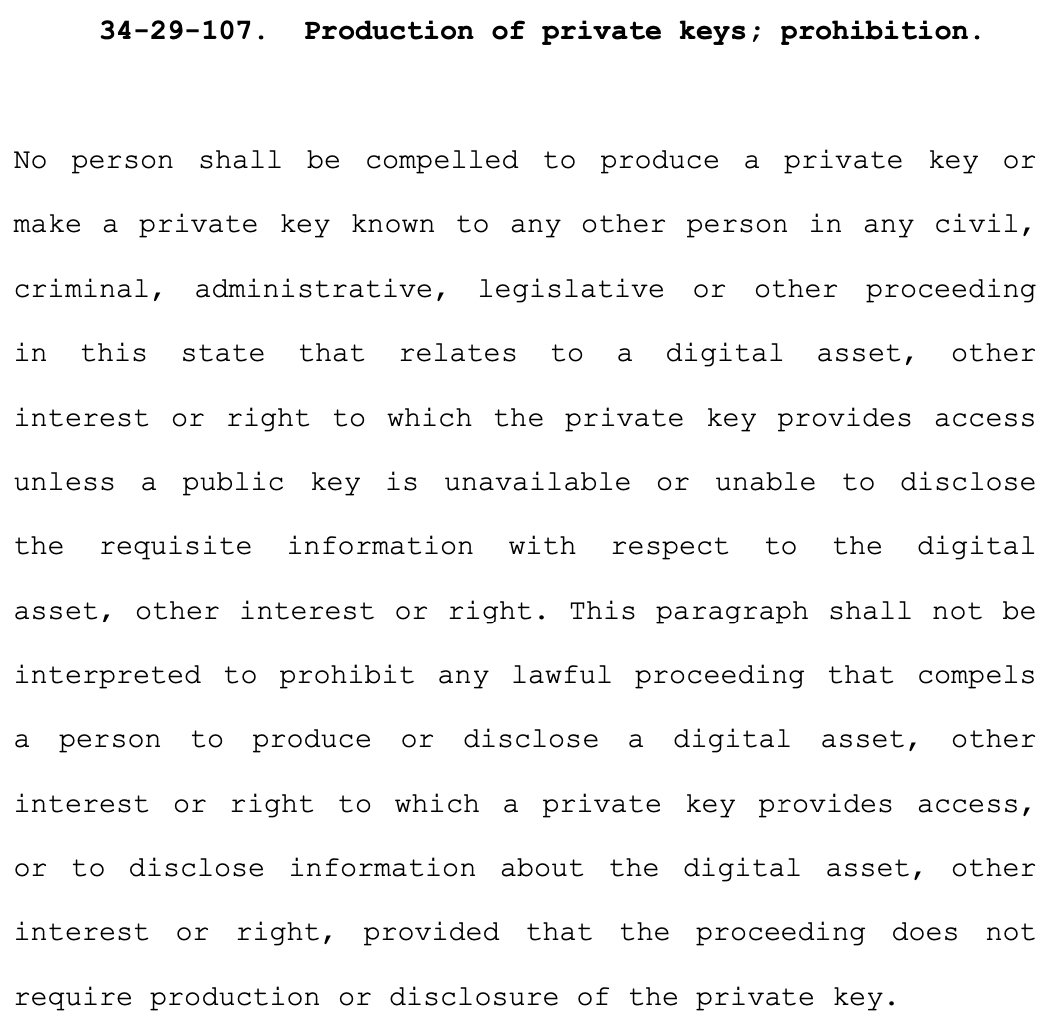 34-29-107. Production of private keys; prohibition.
No person shall be compelled to produce a private key or
make a private key known to any other person in any civil,
criminal, administrative, legislative or other proceeding
in this state that relates to a digital asset, other
interest or right to which the private key provides access
unless a public key is unavailable or unable to disclose
the requisite information with respect to the digital
asset, other interest or right. This paragraph shall not be
interpreted to prohibit any lawful proceeding that compels
a person to produce or disclose a digital asset, other
interest or right to which a private key provides access,
or to disclose information about the digital asset, other
interest or right, provided that the proceeding does not
require production or disclosure of the private key.